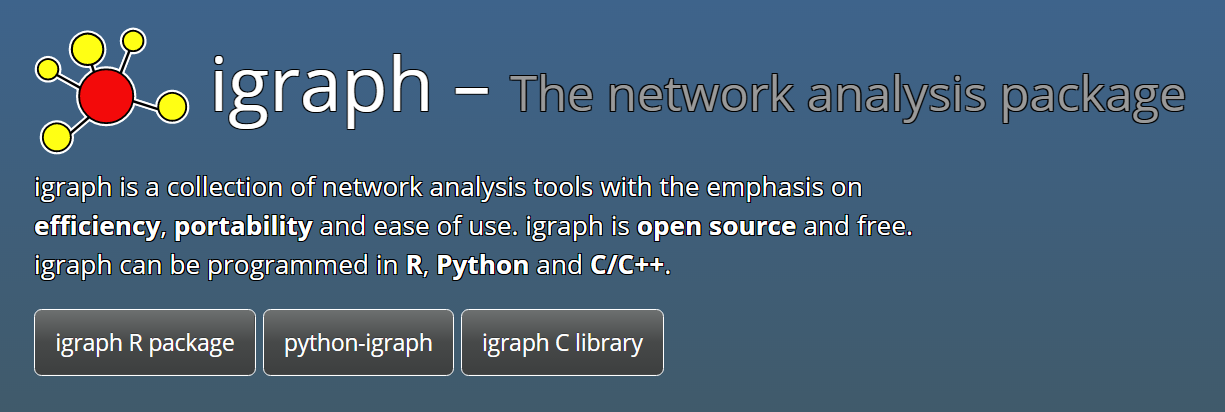 igraph – The network analysis package
igraph is a collection of network analysis tools with the emphasis on
efficiency, portability and ease of use. igraph is open source and free.
igraph can be programmed in R, Python and C/C++.
igraph R package python-igraph igraph C library